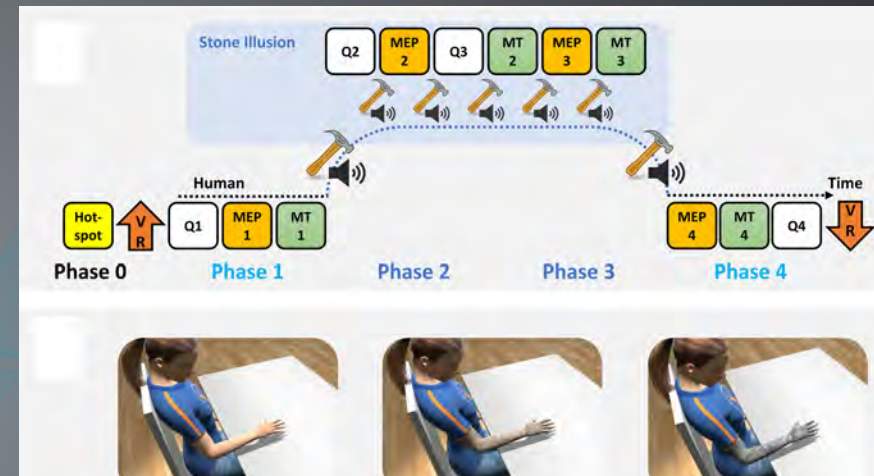 Stone Illusion
Q2
MEP
2
Q3
MT
2
MEP
3
MT
3
Human
Time
Hot-
spot
V
R
Q1
MEP
1
MT
1
MEP
4
MT
4
Q4
V
R
Phase 0
Phase 1
Phase 2
Phase 3
Phase 4